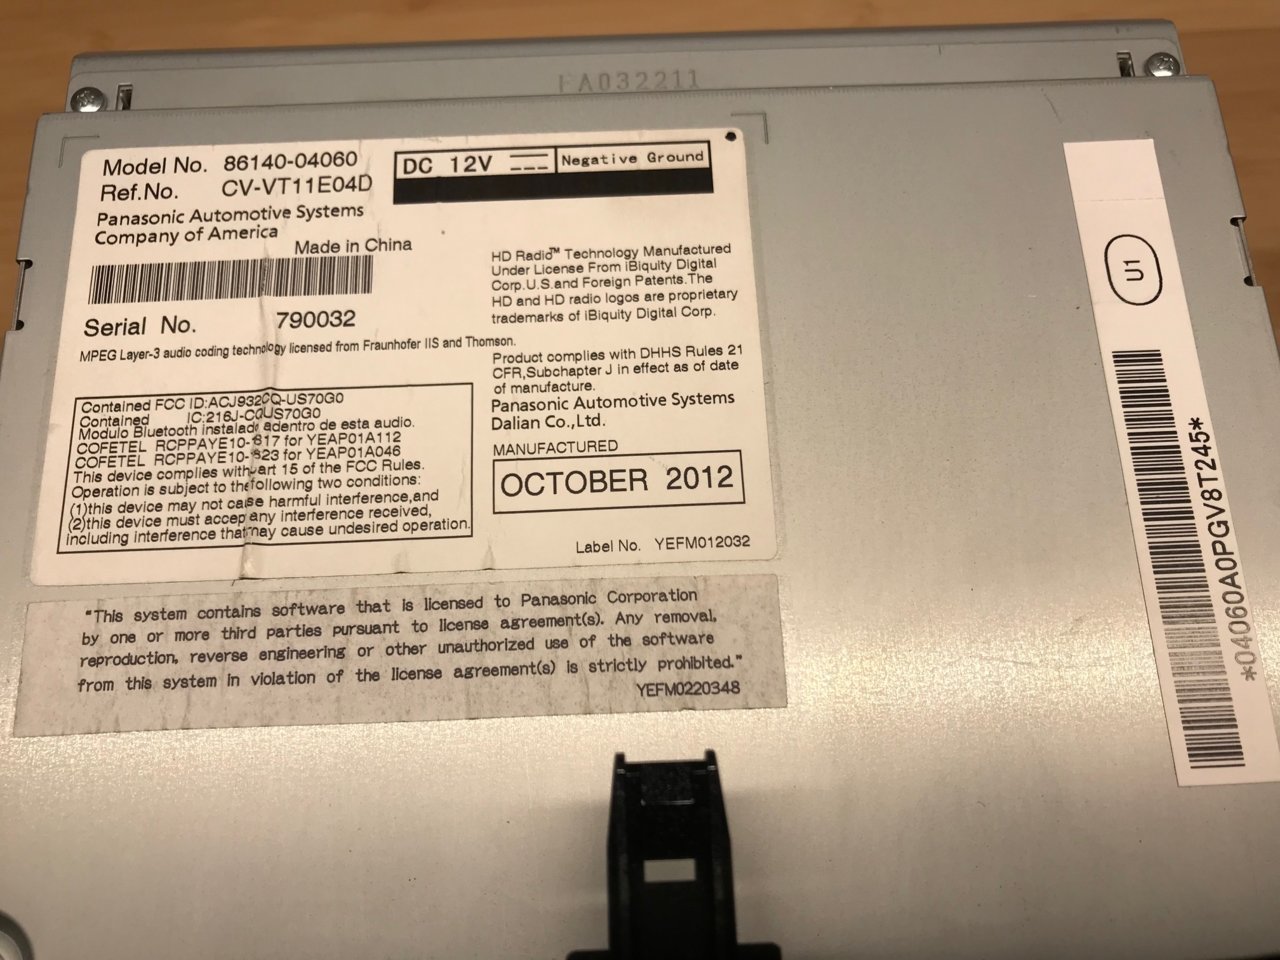 FA032211
Model No. 86140-04060
Ref.No. CV-VT11E04D
Panasonic Automotive Systems
Company of America
Made in China
Serial No. 790032
MPEG Layer-3 audio coding technology licensed from Fraunhofer IIS and Thomson.
Contained FCC ID:ACJ932CQ-US70G0
Contained IC:216J-CQUS70G0
Modulo Bluetooth instalado adentro de esta audio.
COFETEL RCPPAYE10-817 for YEAP01A112
COFETEL RCPPAYE10-823 for YEAP01A046
This device complies with art 15 of the FCC Rules.
Operation is subject to the following two conditions:
(1)this device may not cause harmful interference,and
(2)this device must accep any interference received,
including interference that may cause undesired operation.
DC 12V Negative Ground
HD Radio™ Technology Manufactured
Under License From iBiquity Digital
Corp.U.S.and Foreign Patents.The
HD and HD radio logos are proprietary
trademarks of iBiquity Digital Corp.
Product complies with DHHS Rules 21
CFR,Subchapter J in effect as of date
of manufacture.
Panasonic Automotive Systems
Dalian Co.,Ltd.
MANUFACTURED
OCTOBER 2012
Label No. YEFM012032
"This system contains software that is licensed to Panasonic Corporation
by one or more third parties pursuant to license agreement(s). Any removal,
reproduction, reverse engineering or other unauthorized use of the software
from this system in violation of the license agreement(s) is strictly prohibited."
YEFM0220348
U1
*04060A0PGV8T245*